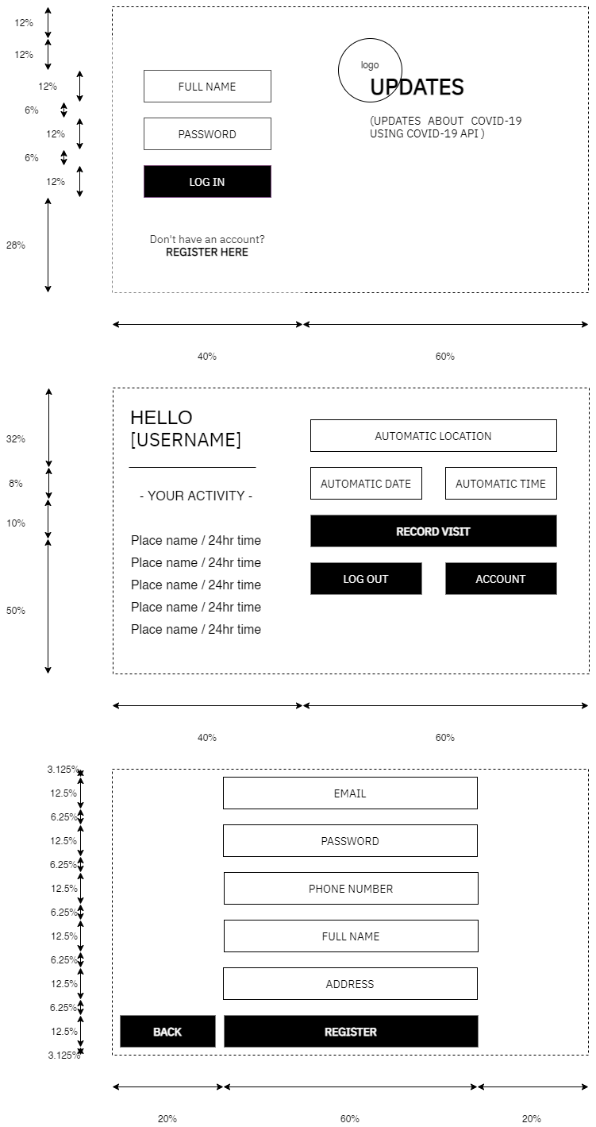 12%
12%
12%
6%
12%
6%
12%
28%
logo
UPDATES
(UPDATES ABOUT COVID-19
USING COVID-19 API )
FULL NAME
PASSWORD
LOG IN
Don't have an account?
REGISTER HERE
40%
60%
32%
8%
10%
50%
HELLO
[USERNAME]
- YOUR ACTIVITY -
Place name / 24hr time
Place name / 24hr time
Place name / 24hr time
Place name / 24hr time
Place name / 24hr time
AUTOMATIC LOCATION
AUTOMATIC DATE
AUTOMATIC TIME
RECORD VISIT
LOG OUT
ACCOUNT
40%
60%
3.125%
12.5%
6.25%
12.5%
6.25%
12.5%
6.25%
12.5%
6.25%
12.5%
6.25%
12.5%
3.125%
EMAIL
PASSWORD
PHONE NUMBER
FULL NAME
ADDRESS
BACK
REGISTER
20%
60%
20%